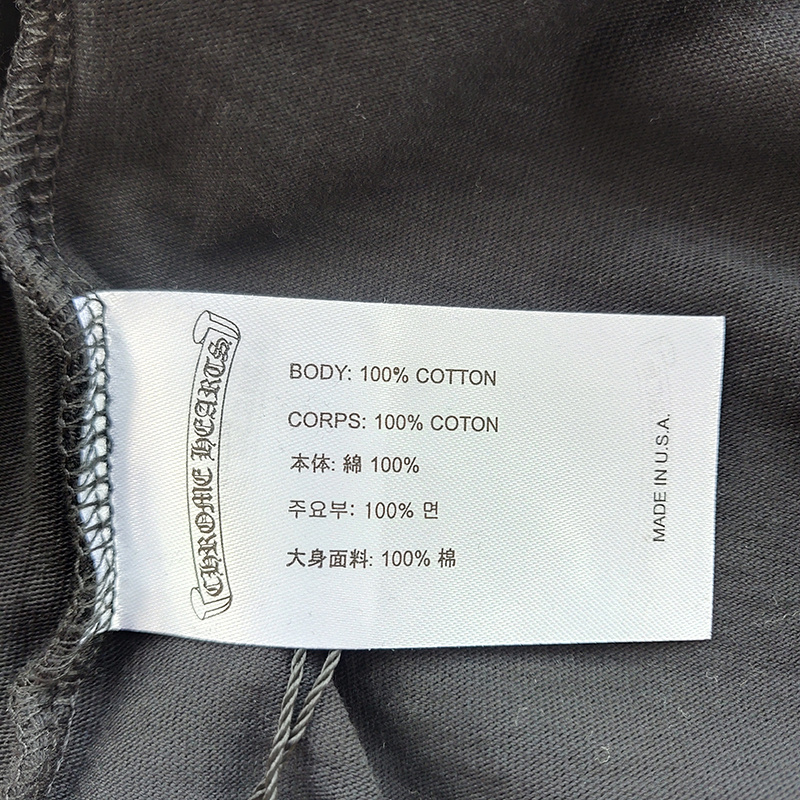 CHROME HEARTS
BODY: 100% COTTON
CORPS: 100% COTON
本体: 綿 100%
주요부: 100% 면
大身面料: 100% 棉
MADE IN U.S.A.